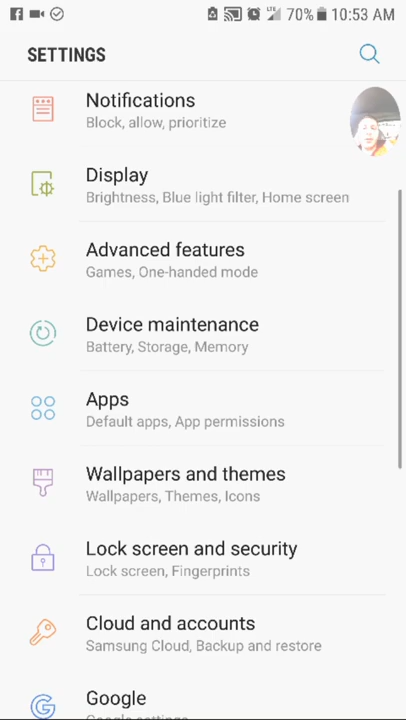 LTE 70% 10:53 AM
SETTINGS
Notifications
Block, allow, prioritize
Display
Brightness, Blue light filter, Home screen
Advanced features
Games, One-handed mode
Device maintenance
Battery, Storage, Memory
Apps
Default apps, App permissions
Wallpapers and themes
Wallpapers, Themes, Icons
Lock screen and security
Lock screen, Fingerprints
Cloud and accounts
Samsung Cloud, Backup and restore
Google
Google settings